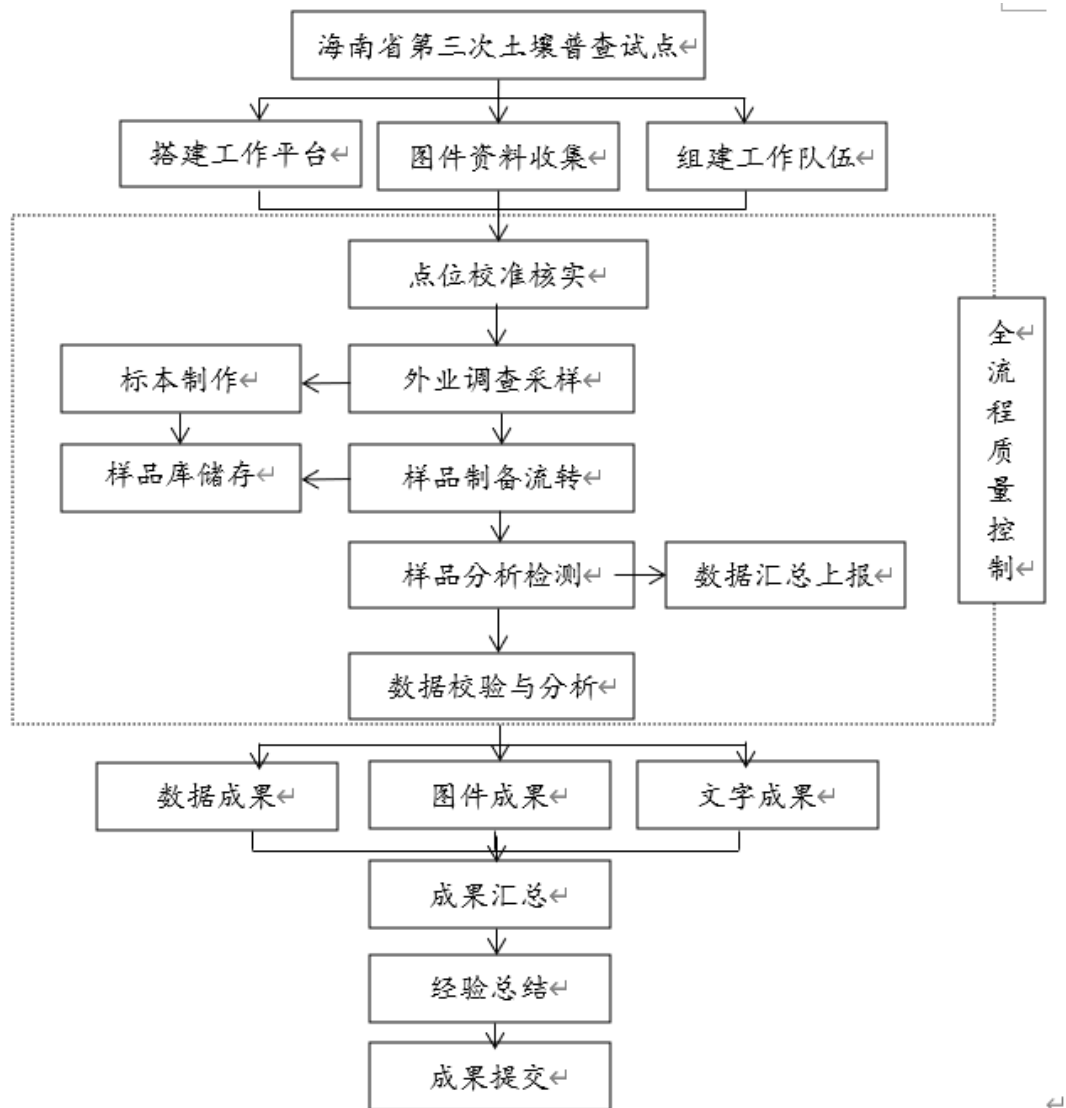 海南省第三次土壤普查试点
搭建工作平台
图件资料收集
组建工作队伍
点位校准核实
标本制作
外业调查采样
样品库储存
样品制备流转
样品分析检测
数据汇总上报
数据校验与分析
全
流
程
质
量
控
制
数据成果
图件成果
文字成果
成果汇总
经验总结
成果提交